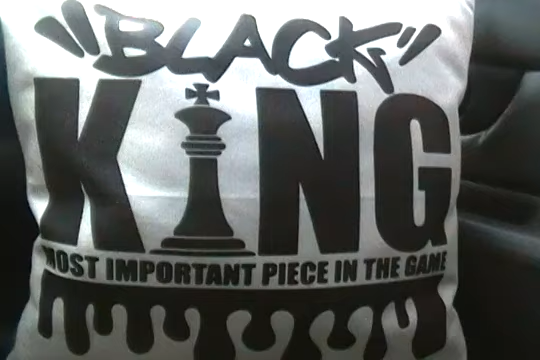 "BLACK"
KING
MOST IMPORTANT PIECE IN THE GAME